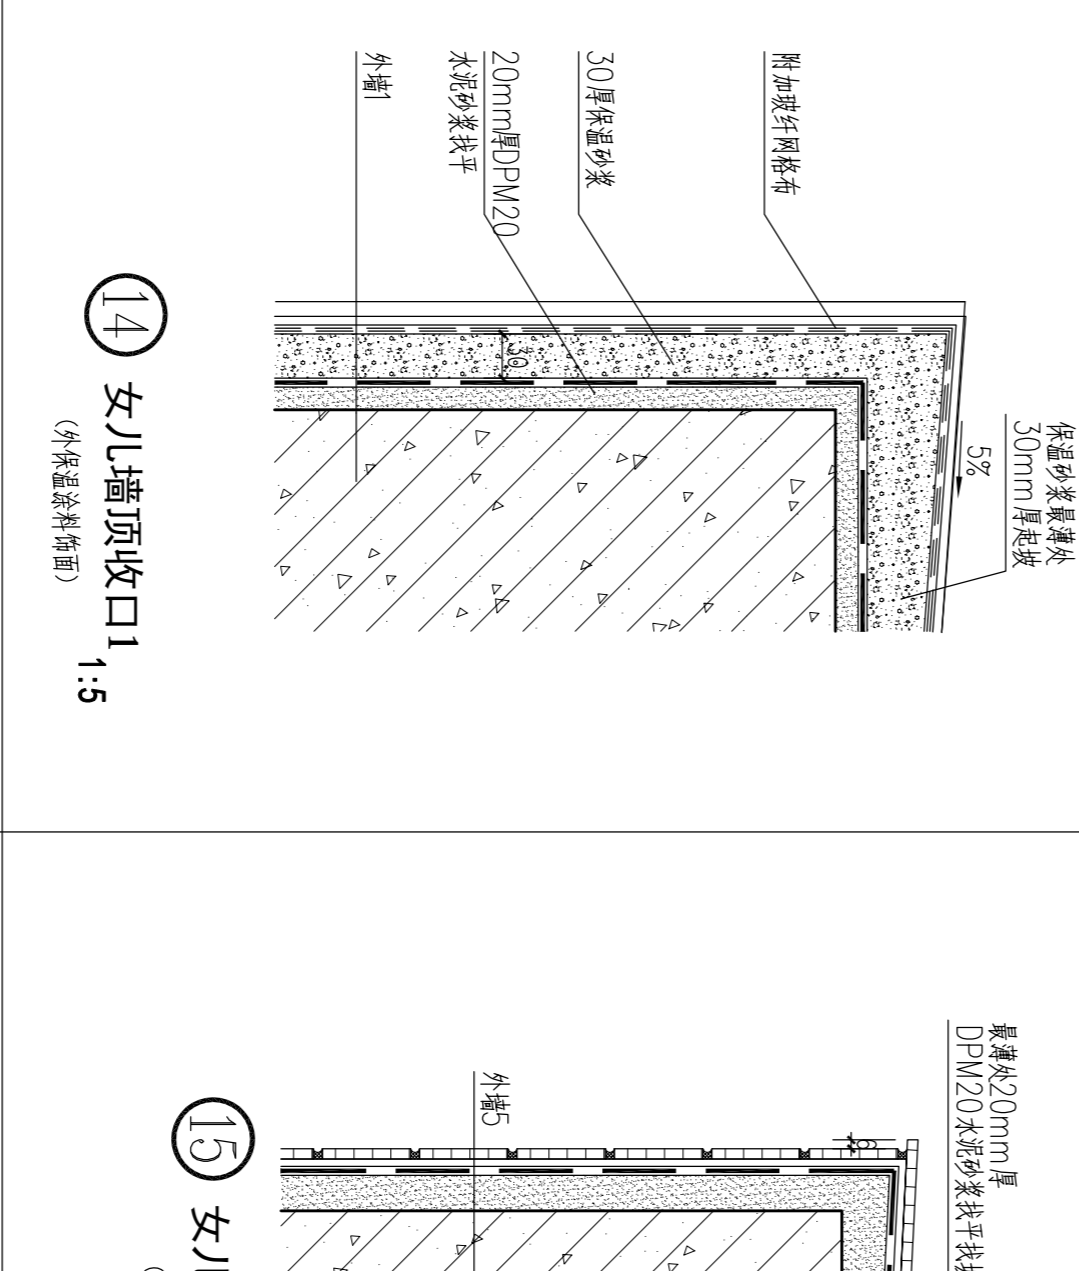 保温砂浆最薄处
30mm厚起坡
5%
附加玻纤网格布
30厚保温砂浆
20mm厚DPM20
水泥砂浆找平
外墙1
30
14 女儿墙顶收口1 1:5
(外保温涂料饰面)
最薄处20mm厚
DPM20水泥砂浆找平找
6
外墙5
15 女儿